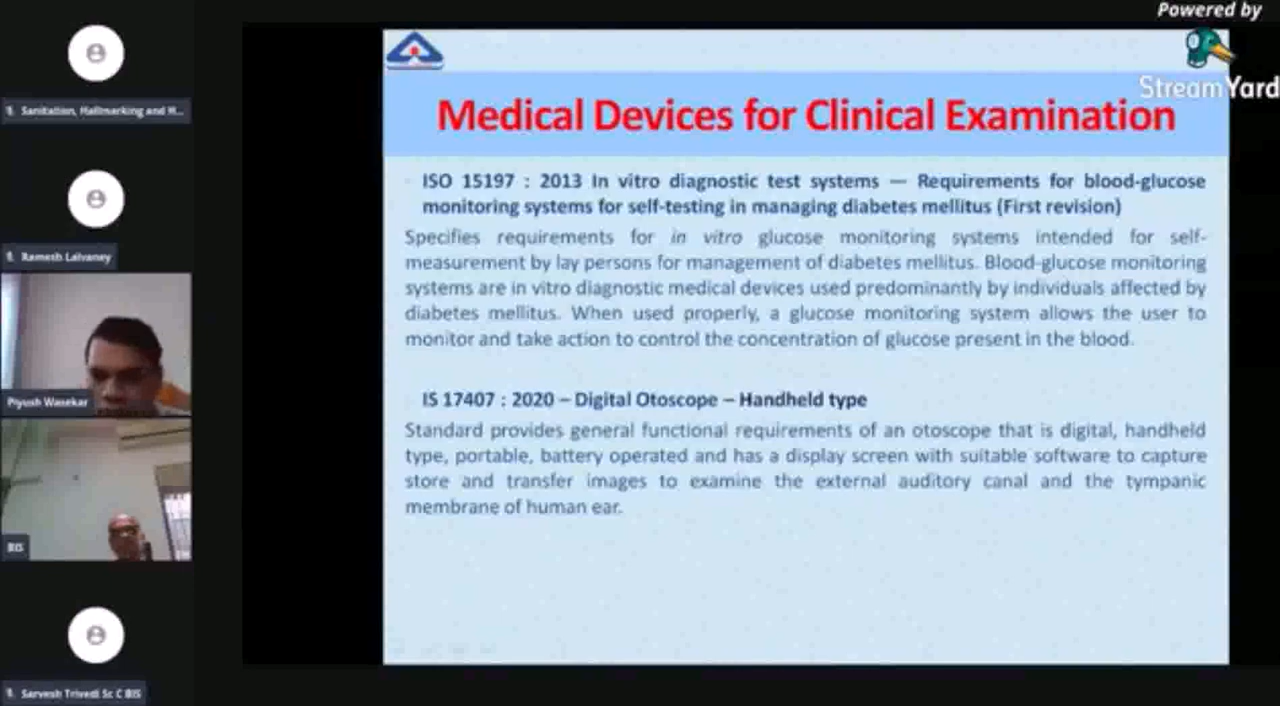 Powered by
StreamYard
Sanitation, Hallmarking and H...
Ramesh Lalvaney
Piyush Wasekar
BIS
Sarvesh Trivedi Sc C BIS
Medical Devices for Clinical Examination
ISO 15197 : 2013 In vitro diagnostic test systems — Requirements for blood-glucose
monitoring systems for self-testing in managing diabetes mellitus (First revision)
Specifies requirements for in vitro glucose monitoring systems intended for self-
measurement by lay persons for management of diabetes mellitus. Blood-glucose monitoring
systems are in vitro diagnostic medical devices used predominantly by individuals affected by
diabetes mellitus. When used properly, a glucose monitoring system allows the user to
monitor and take action to control the concentration of glucose present in the blood.
IS 17407 : 2020 – Digital Otoscope – Handheld type
Standard provides general functional requirements of an otoscope that is digital, handheld
type, portable, battery operated and has a display screen with suitable software to capture
store and transfer images to examine the external auditory canal and the tympanic
membrane of human ear.